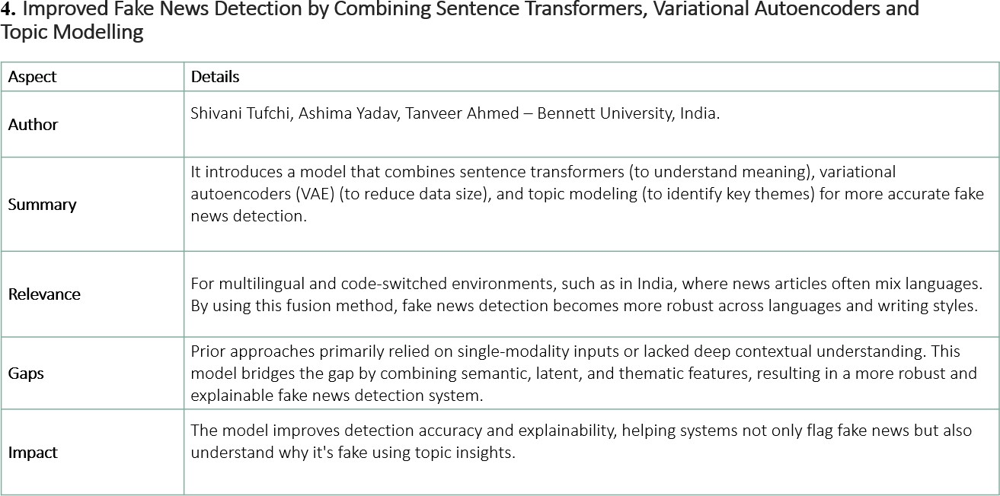 4. Improved Fake News Detection by Combining Sentence Transformers, Variational Autoencoders and
Topic Modelling
Aspect
Details
Author
Shivani Tufchi, Ashima Yadav, Tanveer Ahmed – Bennett University, India.
Summary
It introduces a model that combines sentence transformers (to understand meaning), variational
autoencoders (VAE) (to reduce data size), and topic modeling (to identify key themes) for more accurate fake
news detection.
Relevance
For multilingual and code-switched environments, such as in India, where news articles often mix languages.
By using this fusion method, fake news detection becomes more robust across languages and writing styles.
Gaps
Prior approaches primarily relied on single-modality inputs or lacked deep contextual understanding. This
model bridges the gap by combining semantic, latent, and thematic features, resulting in a more robust and
explainable fake news detection system.
Impact
The model improves detection accuracy and explainability, helping systems not only flag fake news but also
understand why it's fake using topic insights.